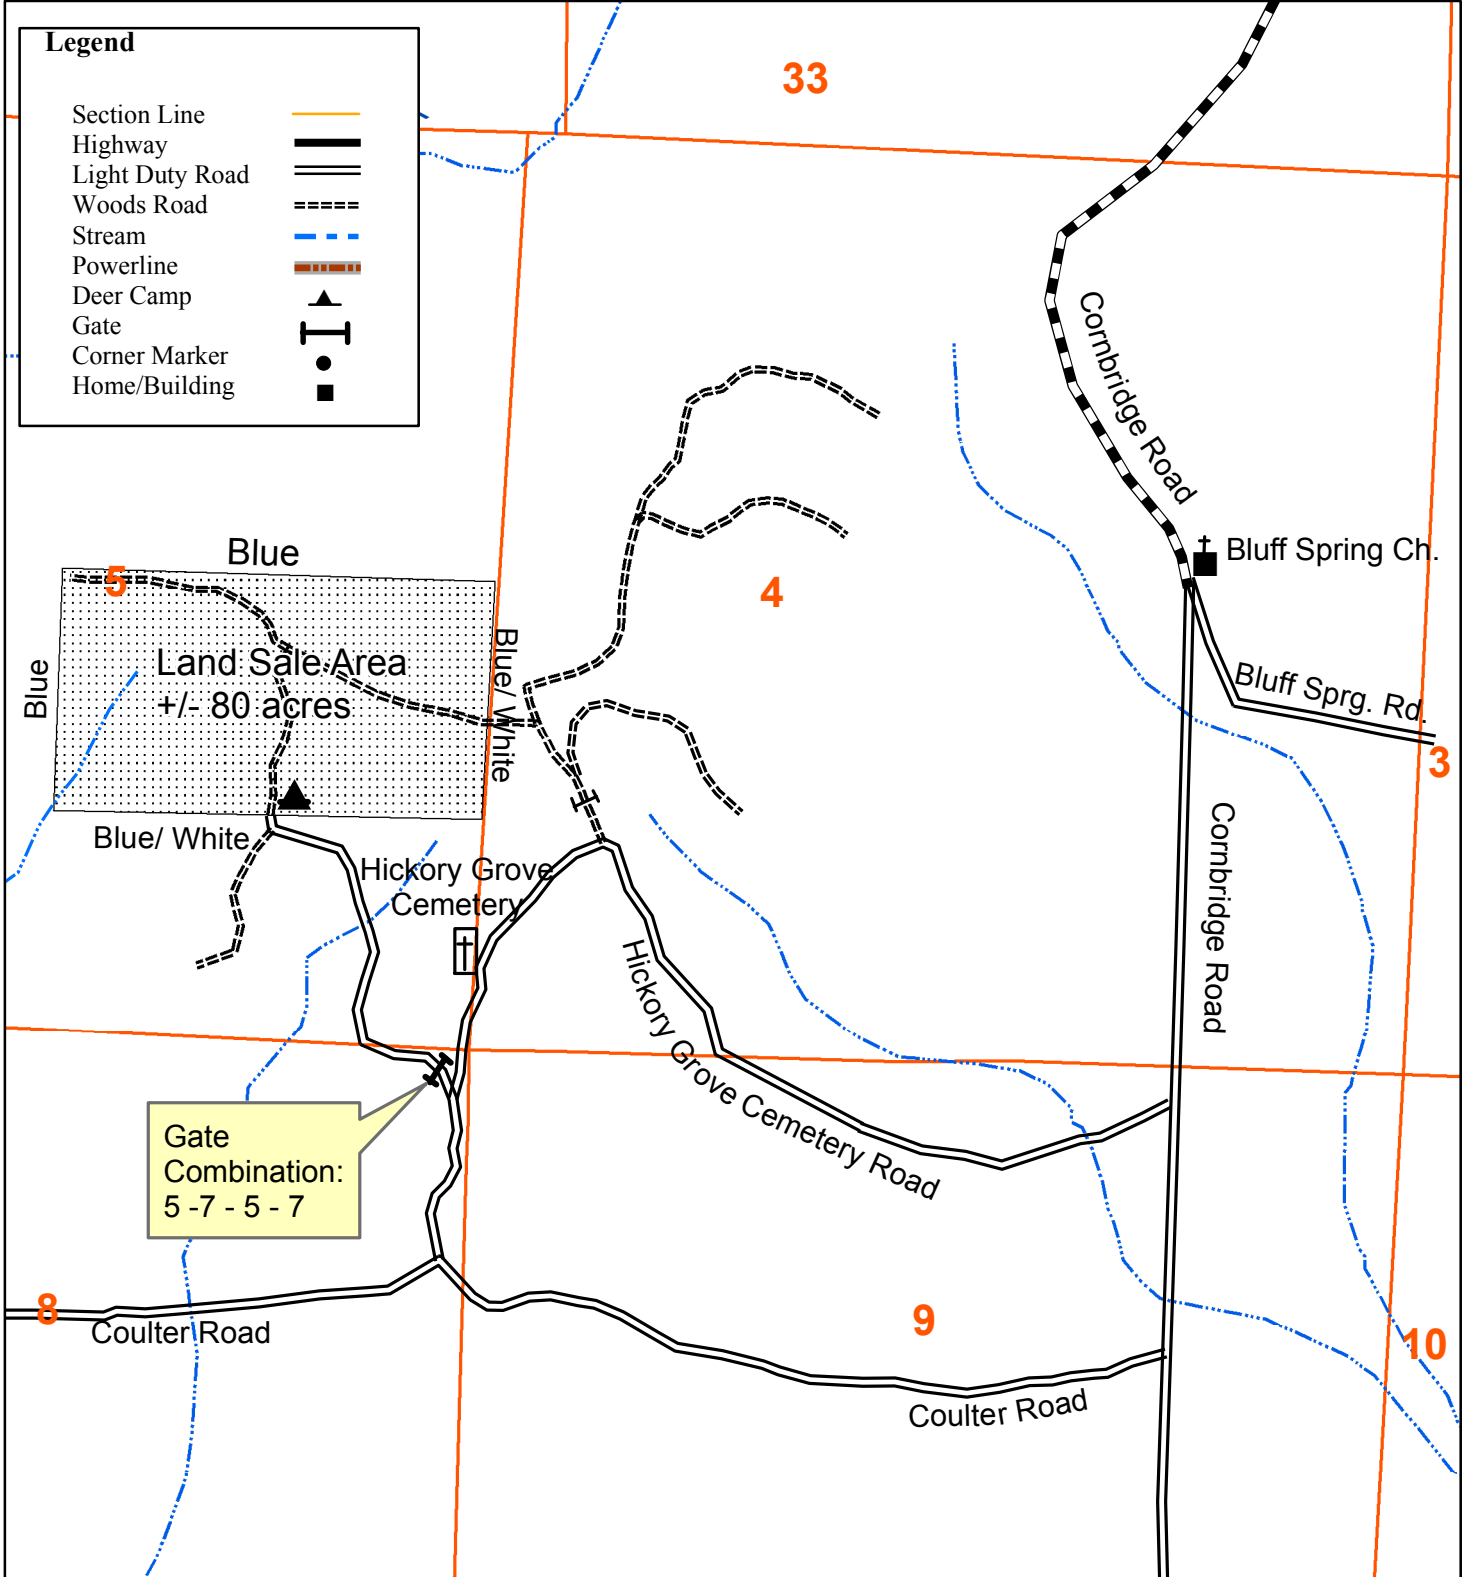 Legend
Section Line
Highway
Light Duty Road
Woods Road
Stream
Powerline
Deer Camp
Gate
Corner Marker
Home/Building
33
Cornbridge Road
Blue
Bluff Spring Ch.
5
4
Blue
Land Sale Area
+/- 80 acres
Blue/ White
Bluff Sprg. Rd.
3
Blue/ White
Cornbridge Road
Hickory Grove
Cemetery
Hickory Grove Cemetery Road
Gate
Combination:
5 -7 - 5 - 7
8
Coulter Road
9
10
Coulter Road